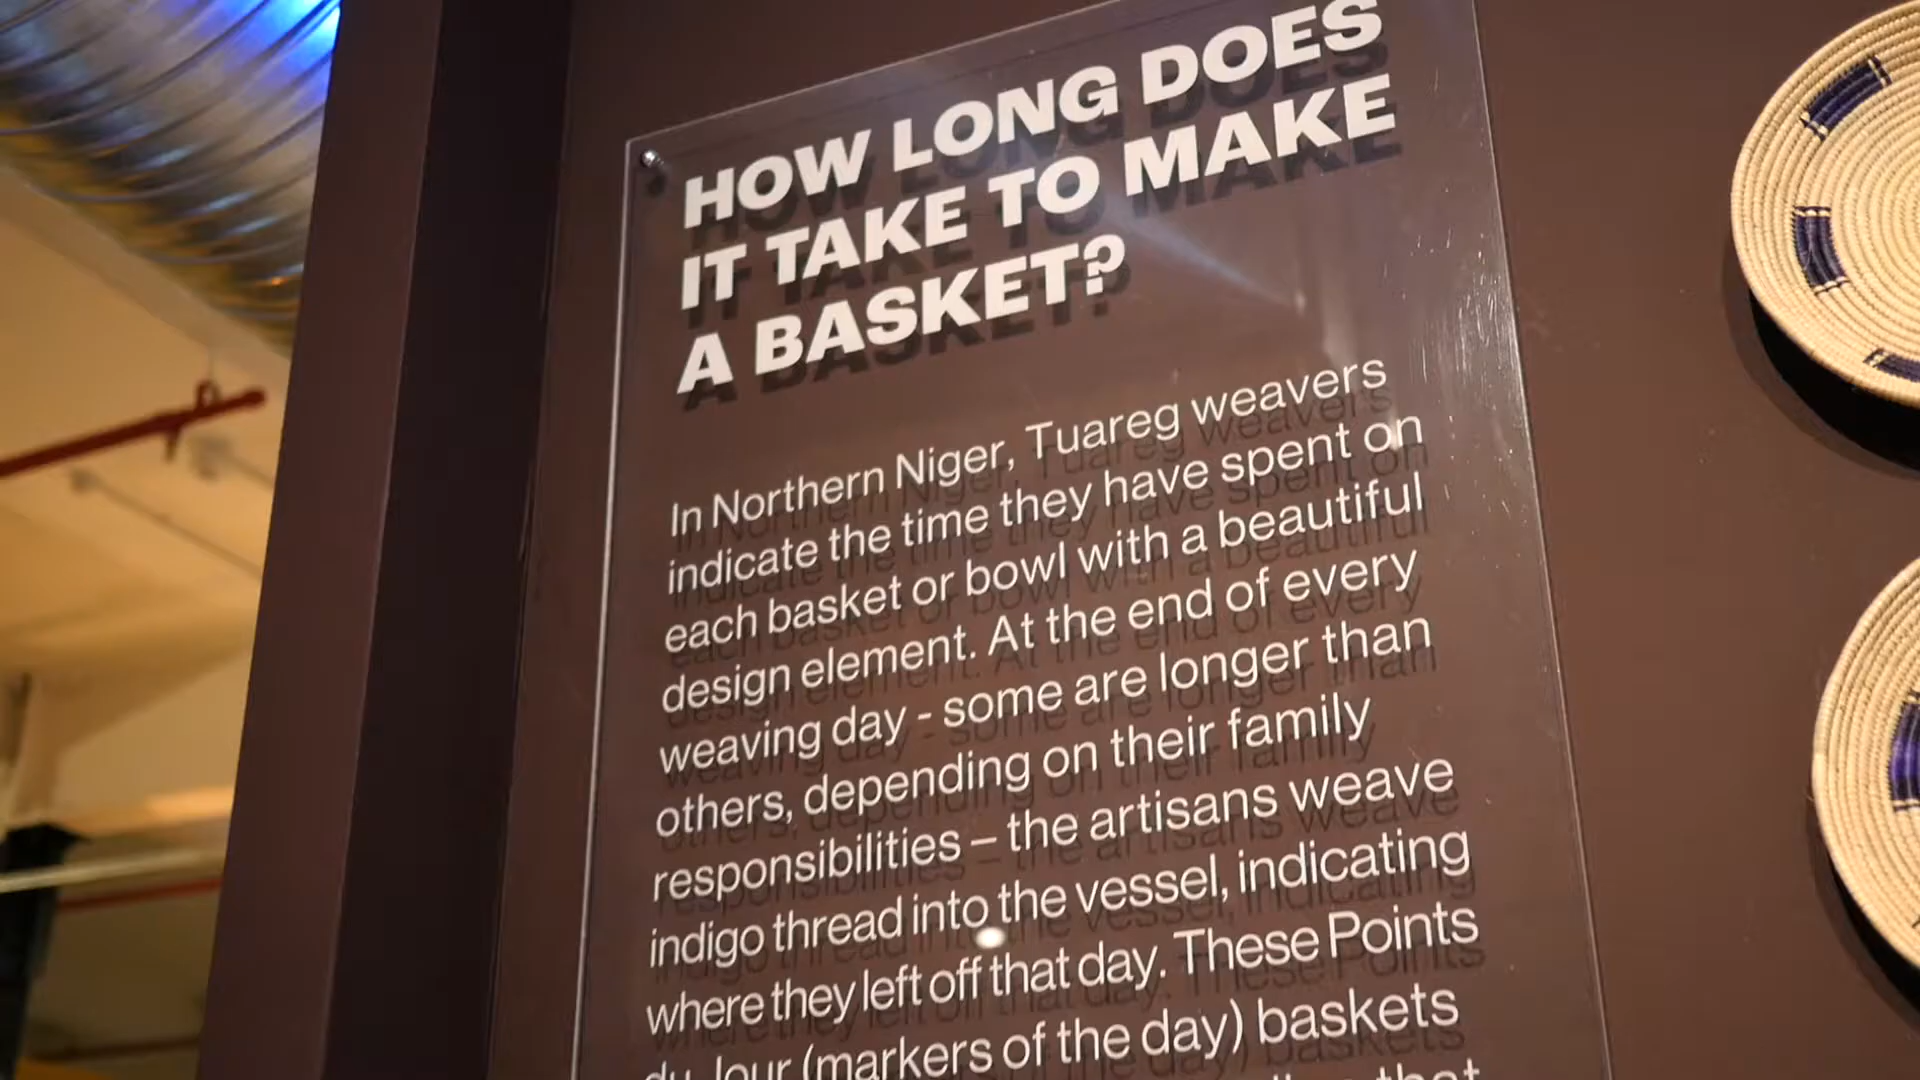 HOW LONG DOES
IT TAKE TO MAKE
A BASKET?
In Northern Niger, Tuareg weavers
indicate the time they have spent on
each basket or bowl with a beautiful
design element. At the end of every
weaving day - some are longer than
others, depending on their family
responsibilities – the artisans weave
indigo thread into the vessel, indicating
where they left off that day. These Points
du Jour (markers of the day) baskets
that